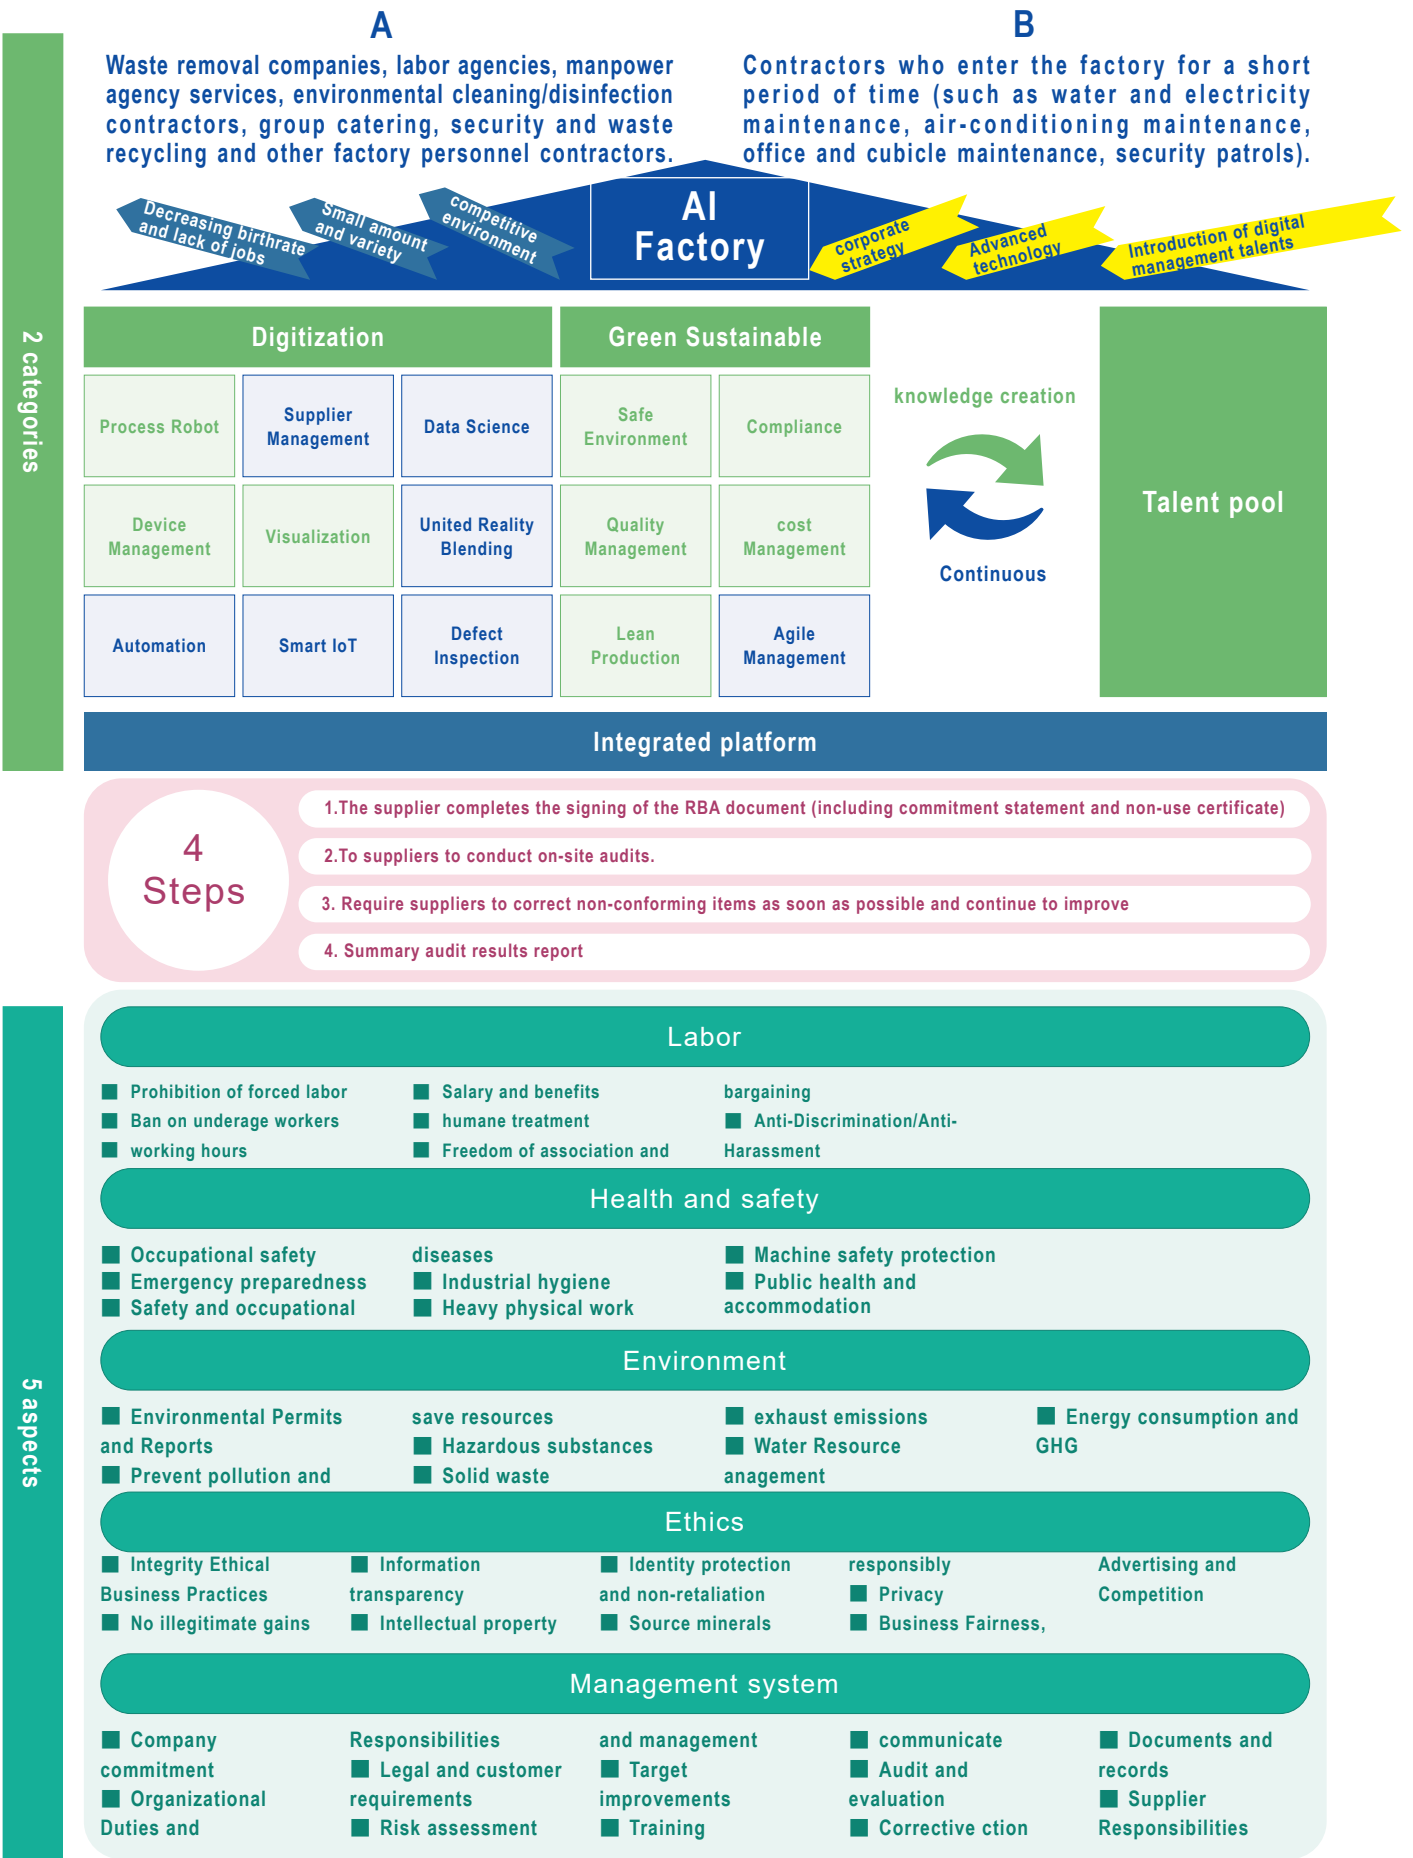 A
Waste removal companies, labor agencies, manpower
agency services, environmental cleaning/disinfection
contractors, group catering, security and waste
recycling and other factory personnel contractors.
B
Contractors who enter the factory for a short
period of time (such as water and electricity
maintenance, air-conditioning maintenance,
office and cubicle maintenance, security patrols).
Decreasing birthrate
and lack of jobs
Small amount
and variety
competitive
environment
AI
Factory
corporate
strategy
Advanced
technology
Introduction of digital
management talents
2 categories
Digitization
Green Sustainable
Process Robot
Supplier
Management
Data Science
Safe
Environment
Compliance
Device
Management
Visualization
United Reality
Blending
Quality
Management
cost
Management
Automation
Smart IoT
Defect
Inspection
Lean
Production
Agile
Management
knowledge creation
Continuous
Talent pool
Integrated platform
4
Steps
1.The supplier completes the signing of the RBA document (including commitment statement and non-use certificate)
2.To suppliers to conduct on-site audits.
3. Require suppliers to correct non-conforming items as soon as possible and continue to improve
4. Summary audit results report
5 aspects
Labor
■ Prohibition of forced labor
■ Ban on underage workers
■ working hours
■ Salary and benefits
■ humane treatment
■ Freedom of association and
bargaining
■ Anti-Discrimination/Anti-
Harassment
Health and safety
■ Occupational safety
■ Emergency preparedness
■ Safety and occupational
diseases
■ Industrial hygiene
■ Heavy physical work
■ Machine safety protection
■ Public health and
accommodation
Environment
■ Environmental Permits
and Reports
■ Prevent pollution and
save resources
■ Hazardous substances
■ Solid waste
■ exhaust emissions
■ Water Resource
anagement
■ Energy consumption and
GHG
Ethics
■ Integrity Ethical
Business Practices
■ No illegitimate gains
■ Information
transparency
■ Intellectual property
■ Identity protection
and non-retaliation
■ Source minerals
responsibly
■ Privacy
■ Business Fairness,
Advertising and
Competition
Management system
■ Company
commitment
■ Organizational
Duties and
Responsibilities
■ Legal and customer
requirements
■ Risk assessment
and management
■ Target
improvements
■ Training
■ communicate
■ Audit and
evaluation
■ Corrective ction
■ Documents and
records
■ Supplier
Responsibilities